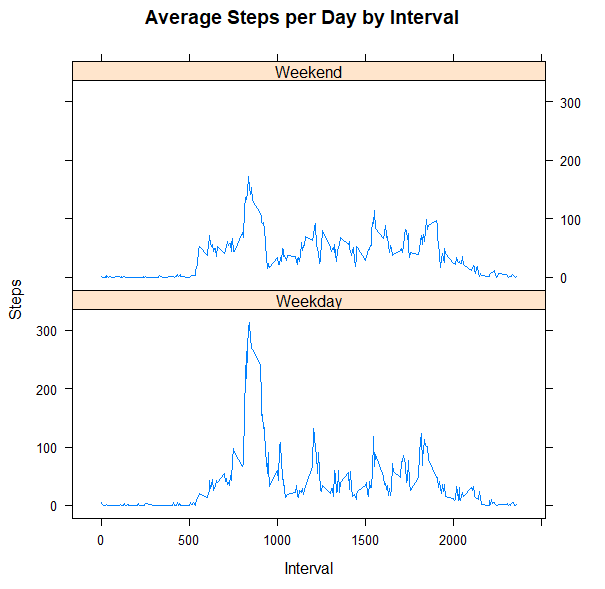 Average Steps per Day by Interval
Weekend
300
200
100
0
Steps
Weekday
300
200
100
0
0 500 1000 1500 2000
Interval